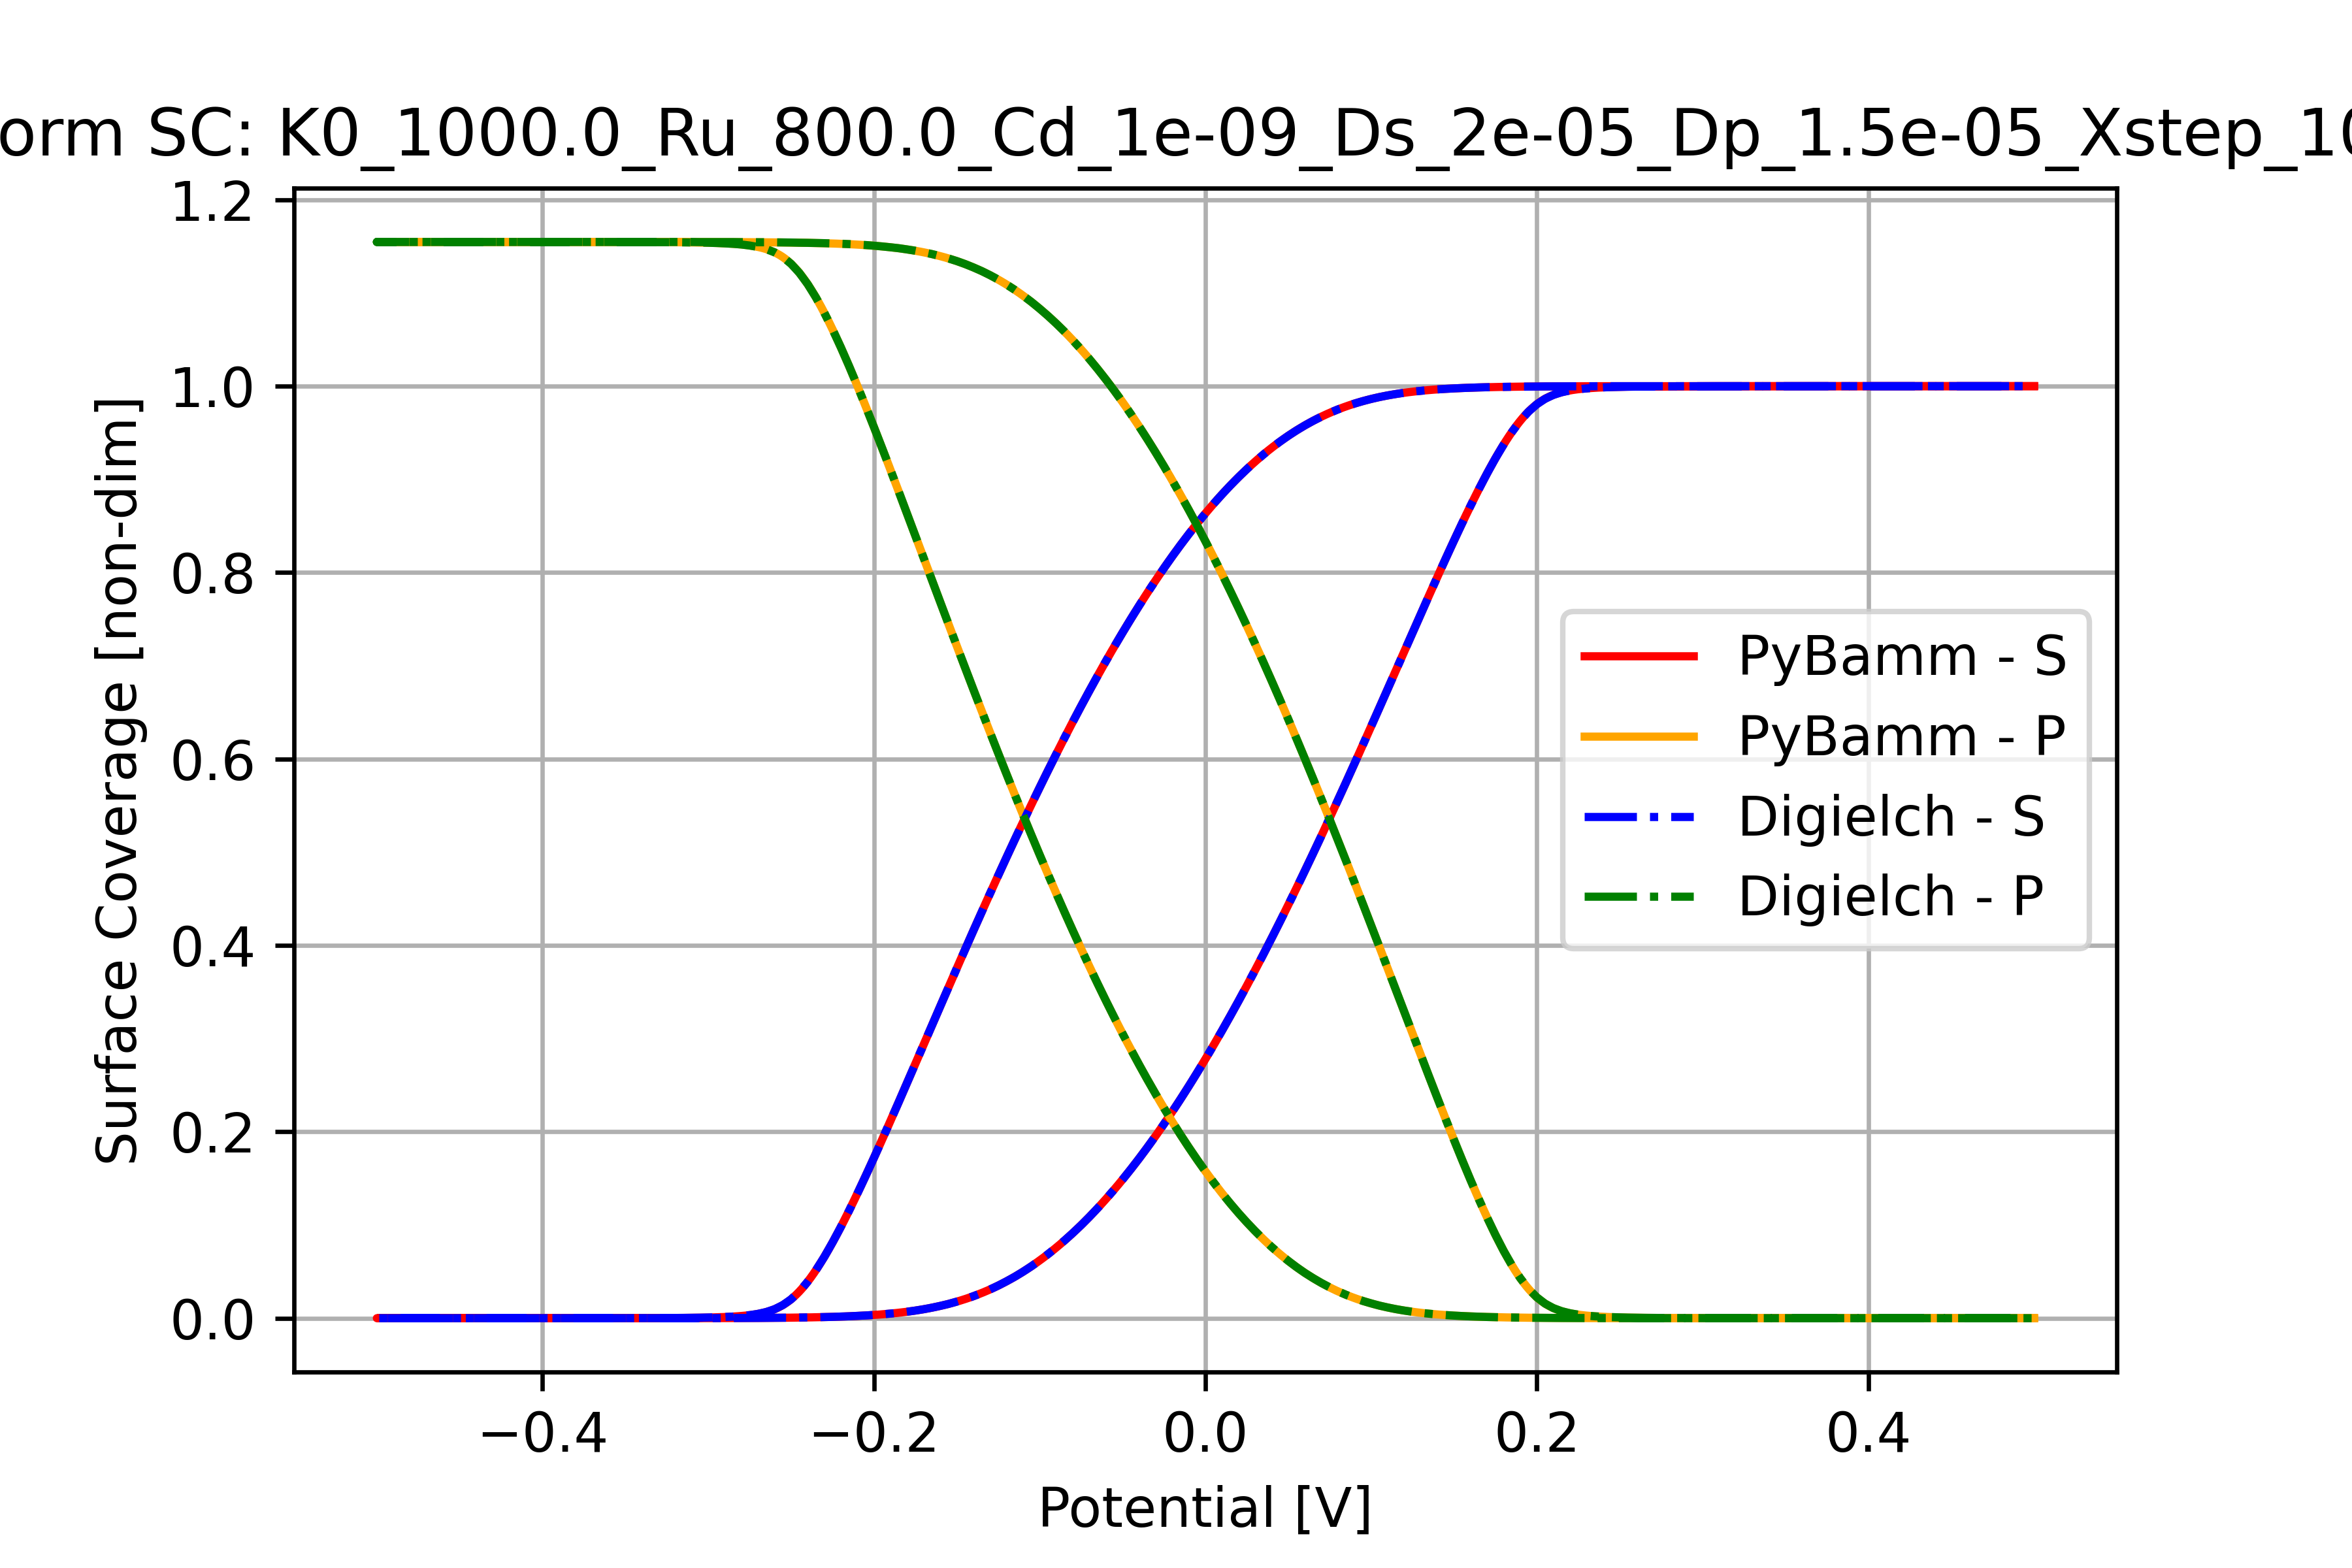 orm SC: K0_1000.0_Ru_800.0_Cd_1e-09_Ds_2e-05_Dp_1.5e-05_Xstep_10
1.2
1.0
0.8
0.6
0.4
0.2
0.0
Surface Coverage [non-dim]
PyBamm - S
PyBamm - P
Digielch - S
Digielch - P
−0.4 −0.2 0.0 0.2 0.4
Potential [V]